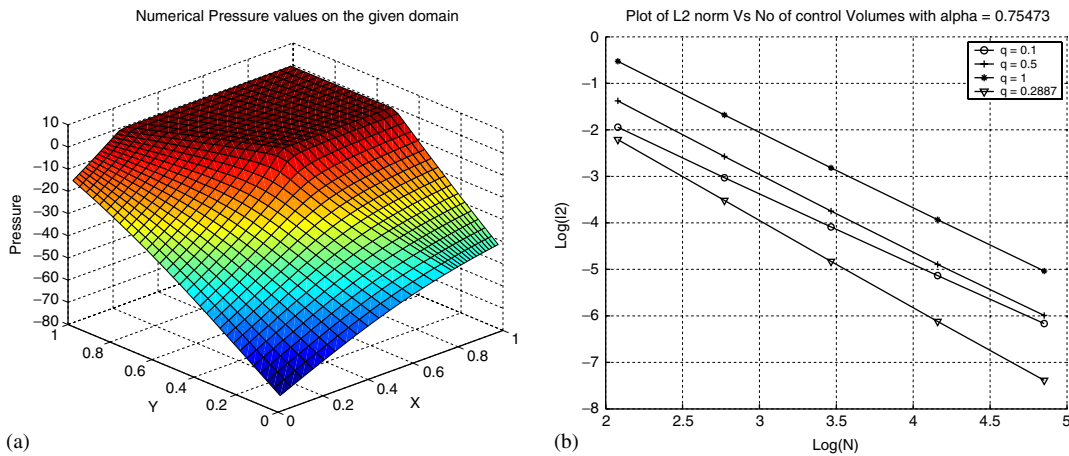 Numerical Pressure values on the given domain
10
0
−10
−20
−30
−40
−50
−60
−70
−80
Pressure
1
0.8
0.6
0.4
0.2
0
Y
0
0.2
0.4
0.6
0.8
1
X
(a)
Plot of L2 norm Vs No of control Volumes with alpha = 0.75473
q = 0.1
q = 0.5
q = 1
q = 0.2887
0
−1
−2
−3
−4
−5
−6
−7
−8
Log(l2)
2
2.5
3
3.5
4
4.5
5
Log(N)
(b)